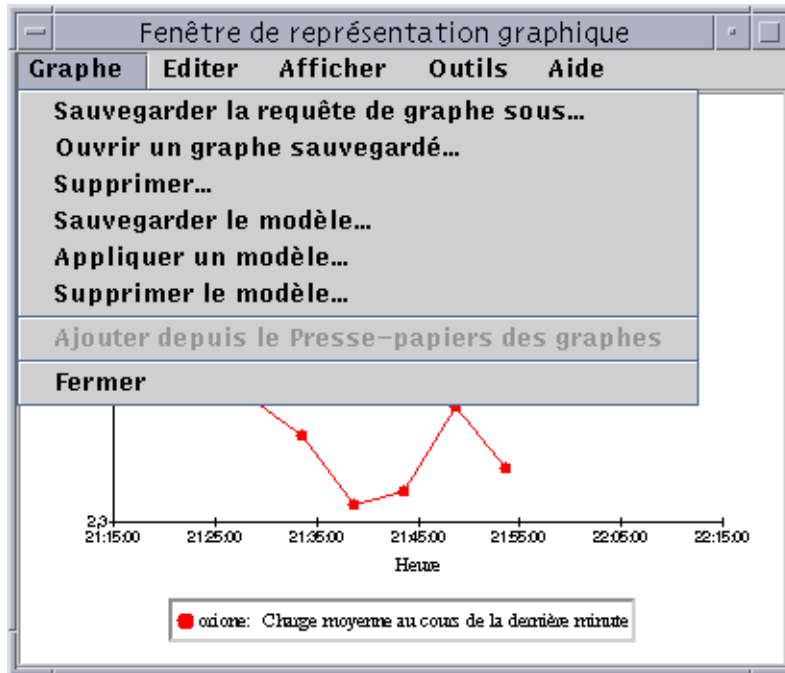 Fenêtre de représentation graphique
Graphe Editer Afficher Outils Aide
Sauvegarder la requête de graphe sous...
Ouvrir un graphe sauvegardé...
Supprimer...
Sauvegarder le modèle...
Appliquer un modèle...
Supprimer le modèle...
Ajouter depuis le Presse-papiers des graphes
Fermer
2,3
21:15:00 21:25:00 21:35:00 21:45:00 21:55:00 22:05:00 22:15:00
Heure
orione: Charge moyenne au cours de la dernière minute